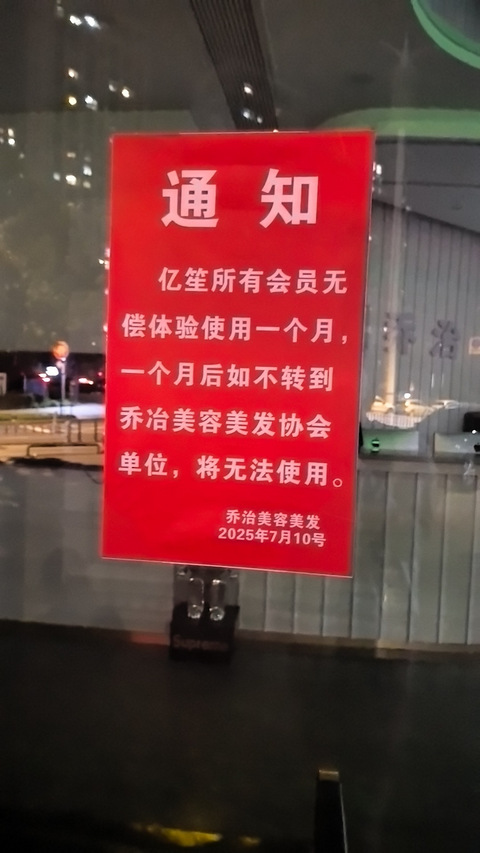 通知
亿笙所有会员无
偿体验使用一个月，
一个月后如不转到
乔冶美容美发协会
单位，将无法使用。
乔治美容美发
2025年7月10号
Supreme